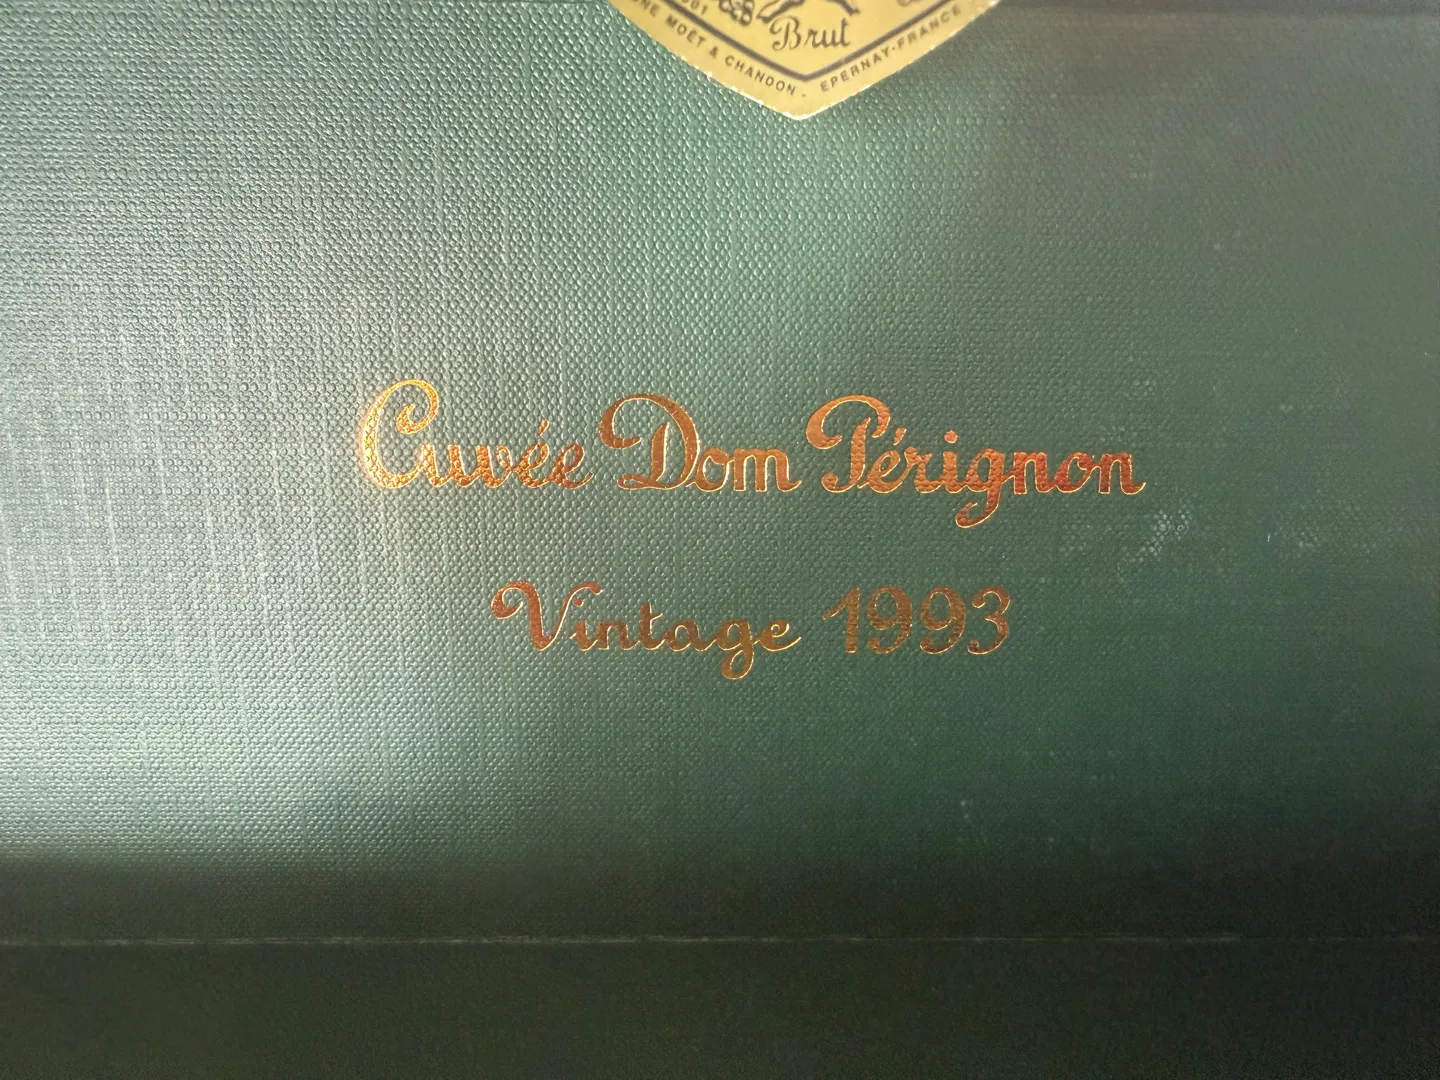 Brut
MOËT & CHANDON - EPERNAY-FRANCE
Cuvée Dom Pérignon
Vintage 1993